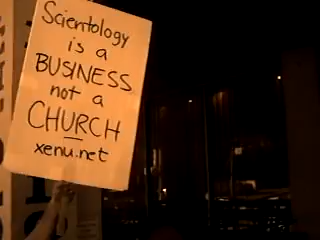 Scientology
is a
BUSINESS
not a
CHURCH
xenu.net